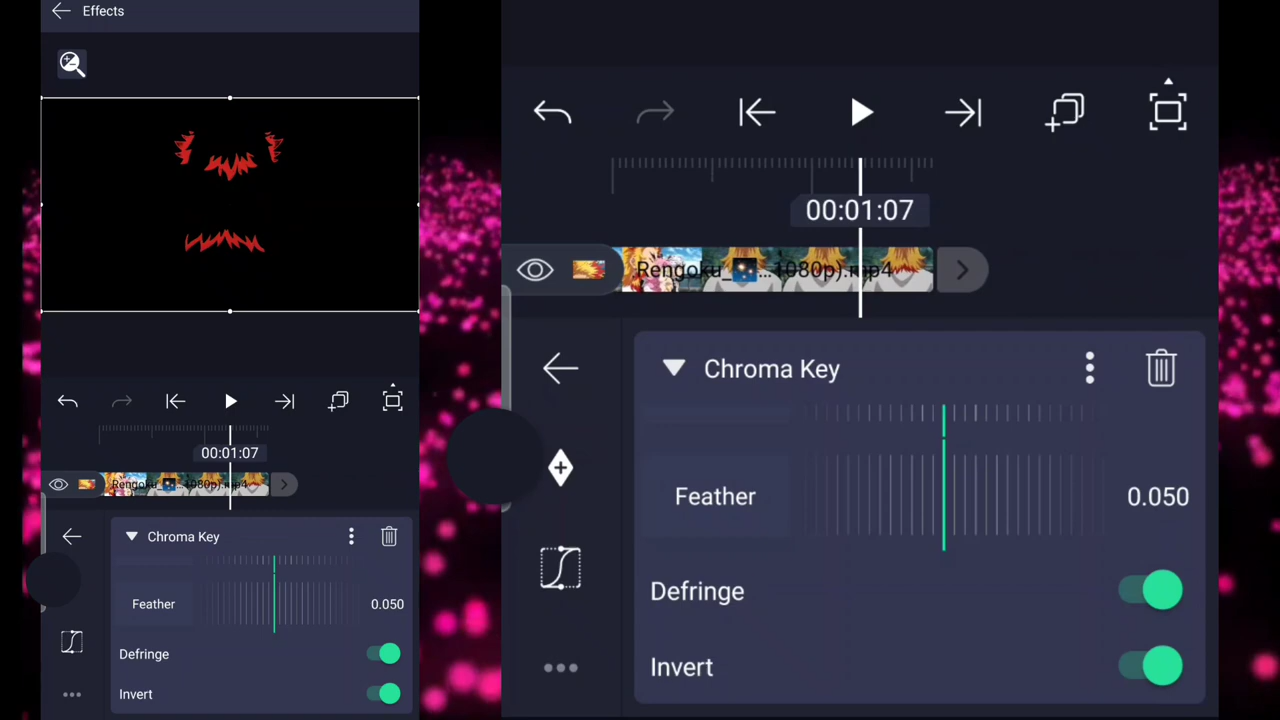 Effects
00:01:07
Rengoku_...1080p).mp4
Chroma Key
Feather
0.050
Defringe
Invert
00:01:07
Rengoku_...1080p).mp4
Chroma Key
Feather
0.050
Defringe
Invert